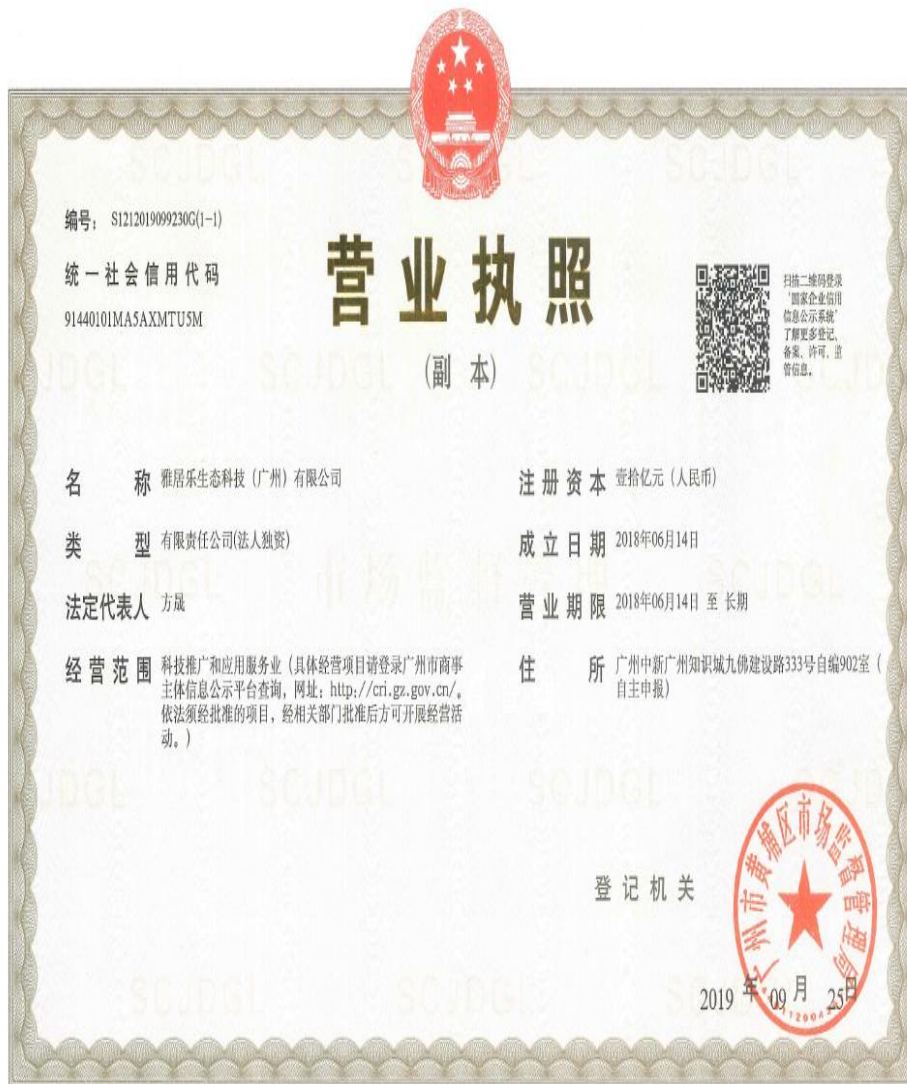 编号： S1212019099230G(1-1)
统一社会信用代码
91440101MA5AXMTU5M
营业执照
(副 本)
扫描二维码登录
‘国家企业信用
信息公示系统’
了解更多登记、
备案、许可、监
管信息。
名 称 雅居乐生态科技（广州）有限公司
类 型 有限责任公司(法人独资)
法定代表人 方晟
经营范围 科技推广和应用服务业（具体经营项目请登录广州市商事
主体信息公示平台查询，网址：http://cri.gz.gov.cn/。
依法须经批准的项目，经相关部门批准后方可开展经营活
动。）
注册资本 壹拾亿元（人民币）
成立日期 2018年06月14日
营业期限 2018年06月14日 至 长期
住 所 广州中新广州知识城九佛建设路333号自编902室（
自主申报）
登记机关
广州市黄埔区市场监督管理局
2019 年 09 月 25日
SCJDGL
市场监督管理